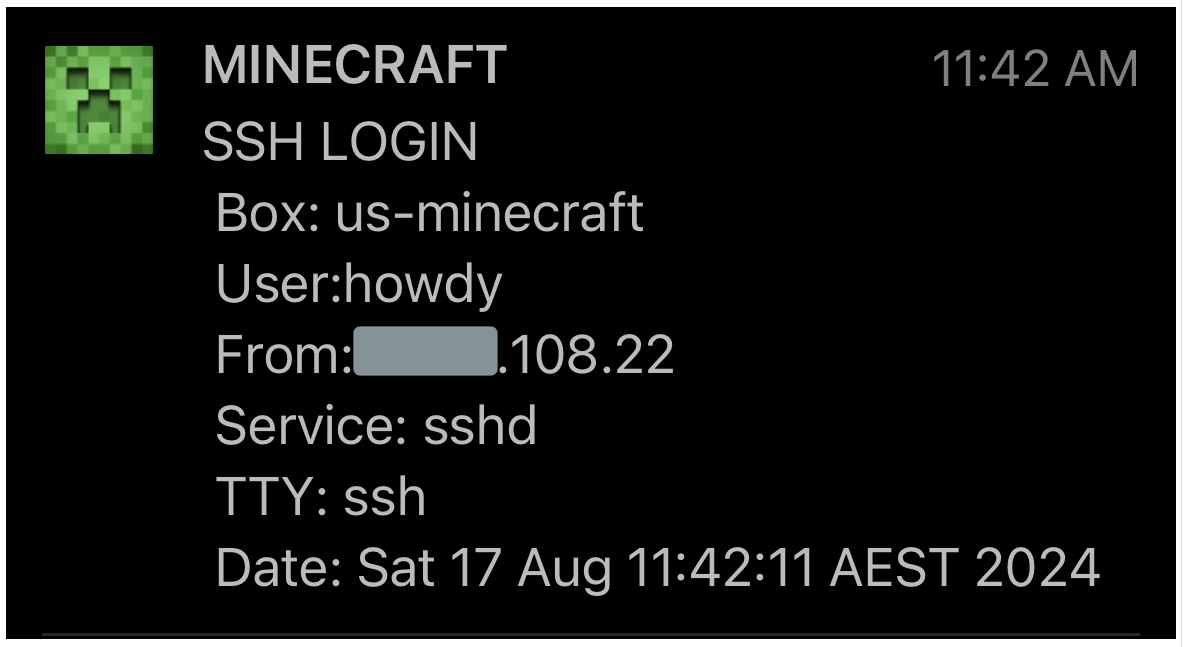 MINECRAFT
11:42 AM
SSH LOGIN
Box: us-minecraft
User:howdy
From: .108.22
Service: sshd
TTY: ssh
Date: Sat 17 Aug 11:42:11 AEST 2024